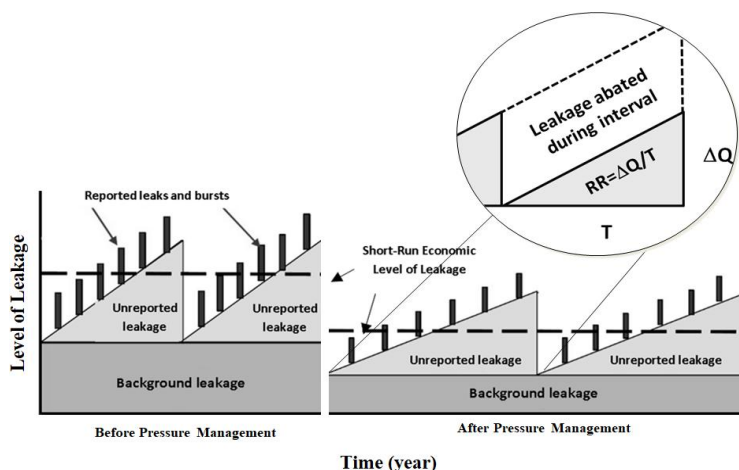 Leakage abated
during interval
RR=ΔQ/T
ΔQ
T
Reported leaks and bursts
Short-Run Economic
Level of Leakage
Level of Leakage
Unreported
leakage
Unreported
leakage
Background leakage
Unreported leakage
Unreported leakage
Background leakage
Before Pressure Management
After Pressure Management
Time (year)